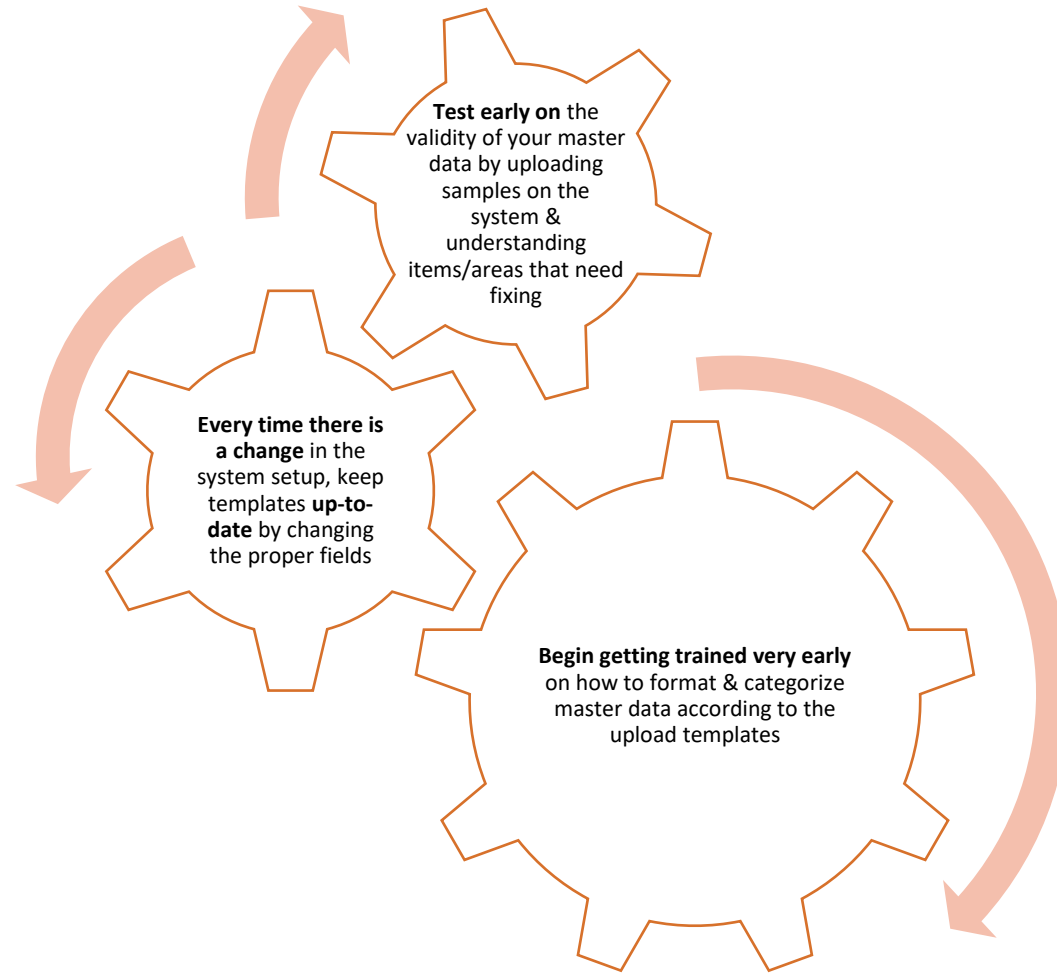 Test early on the
validity of your master
data by uploading
samples on the
system &
understanding
items/areas that need
fixing
Every time there is
a change in the
system setup, keep
templates up-to-
date by changing
the proper fields
Begin getting trained very early
on how to format & categorize
master data according to the
upload templates